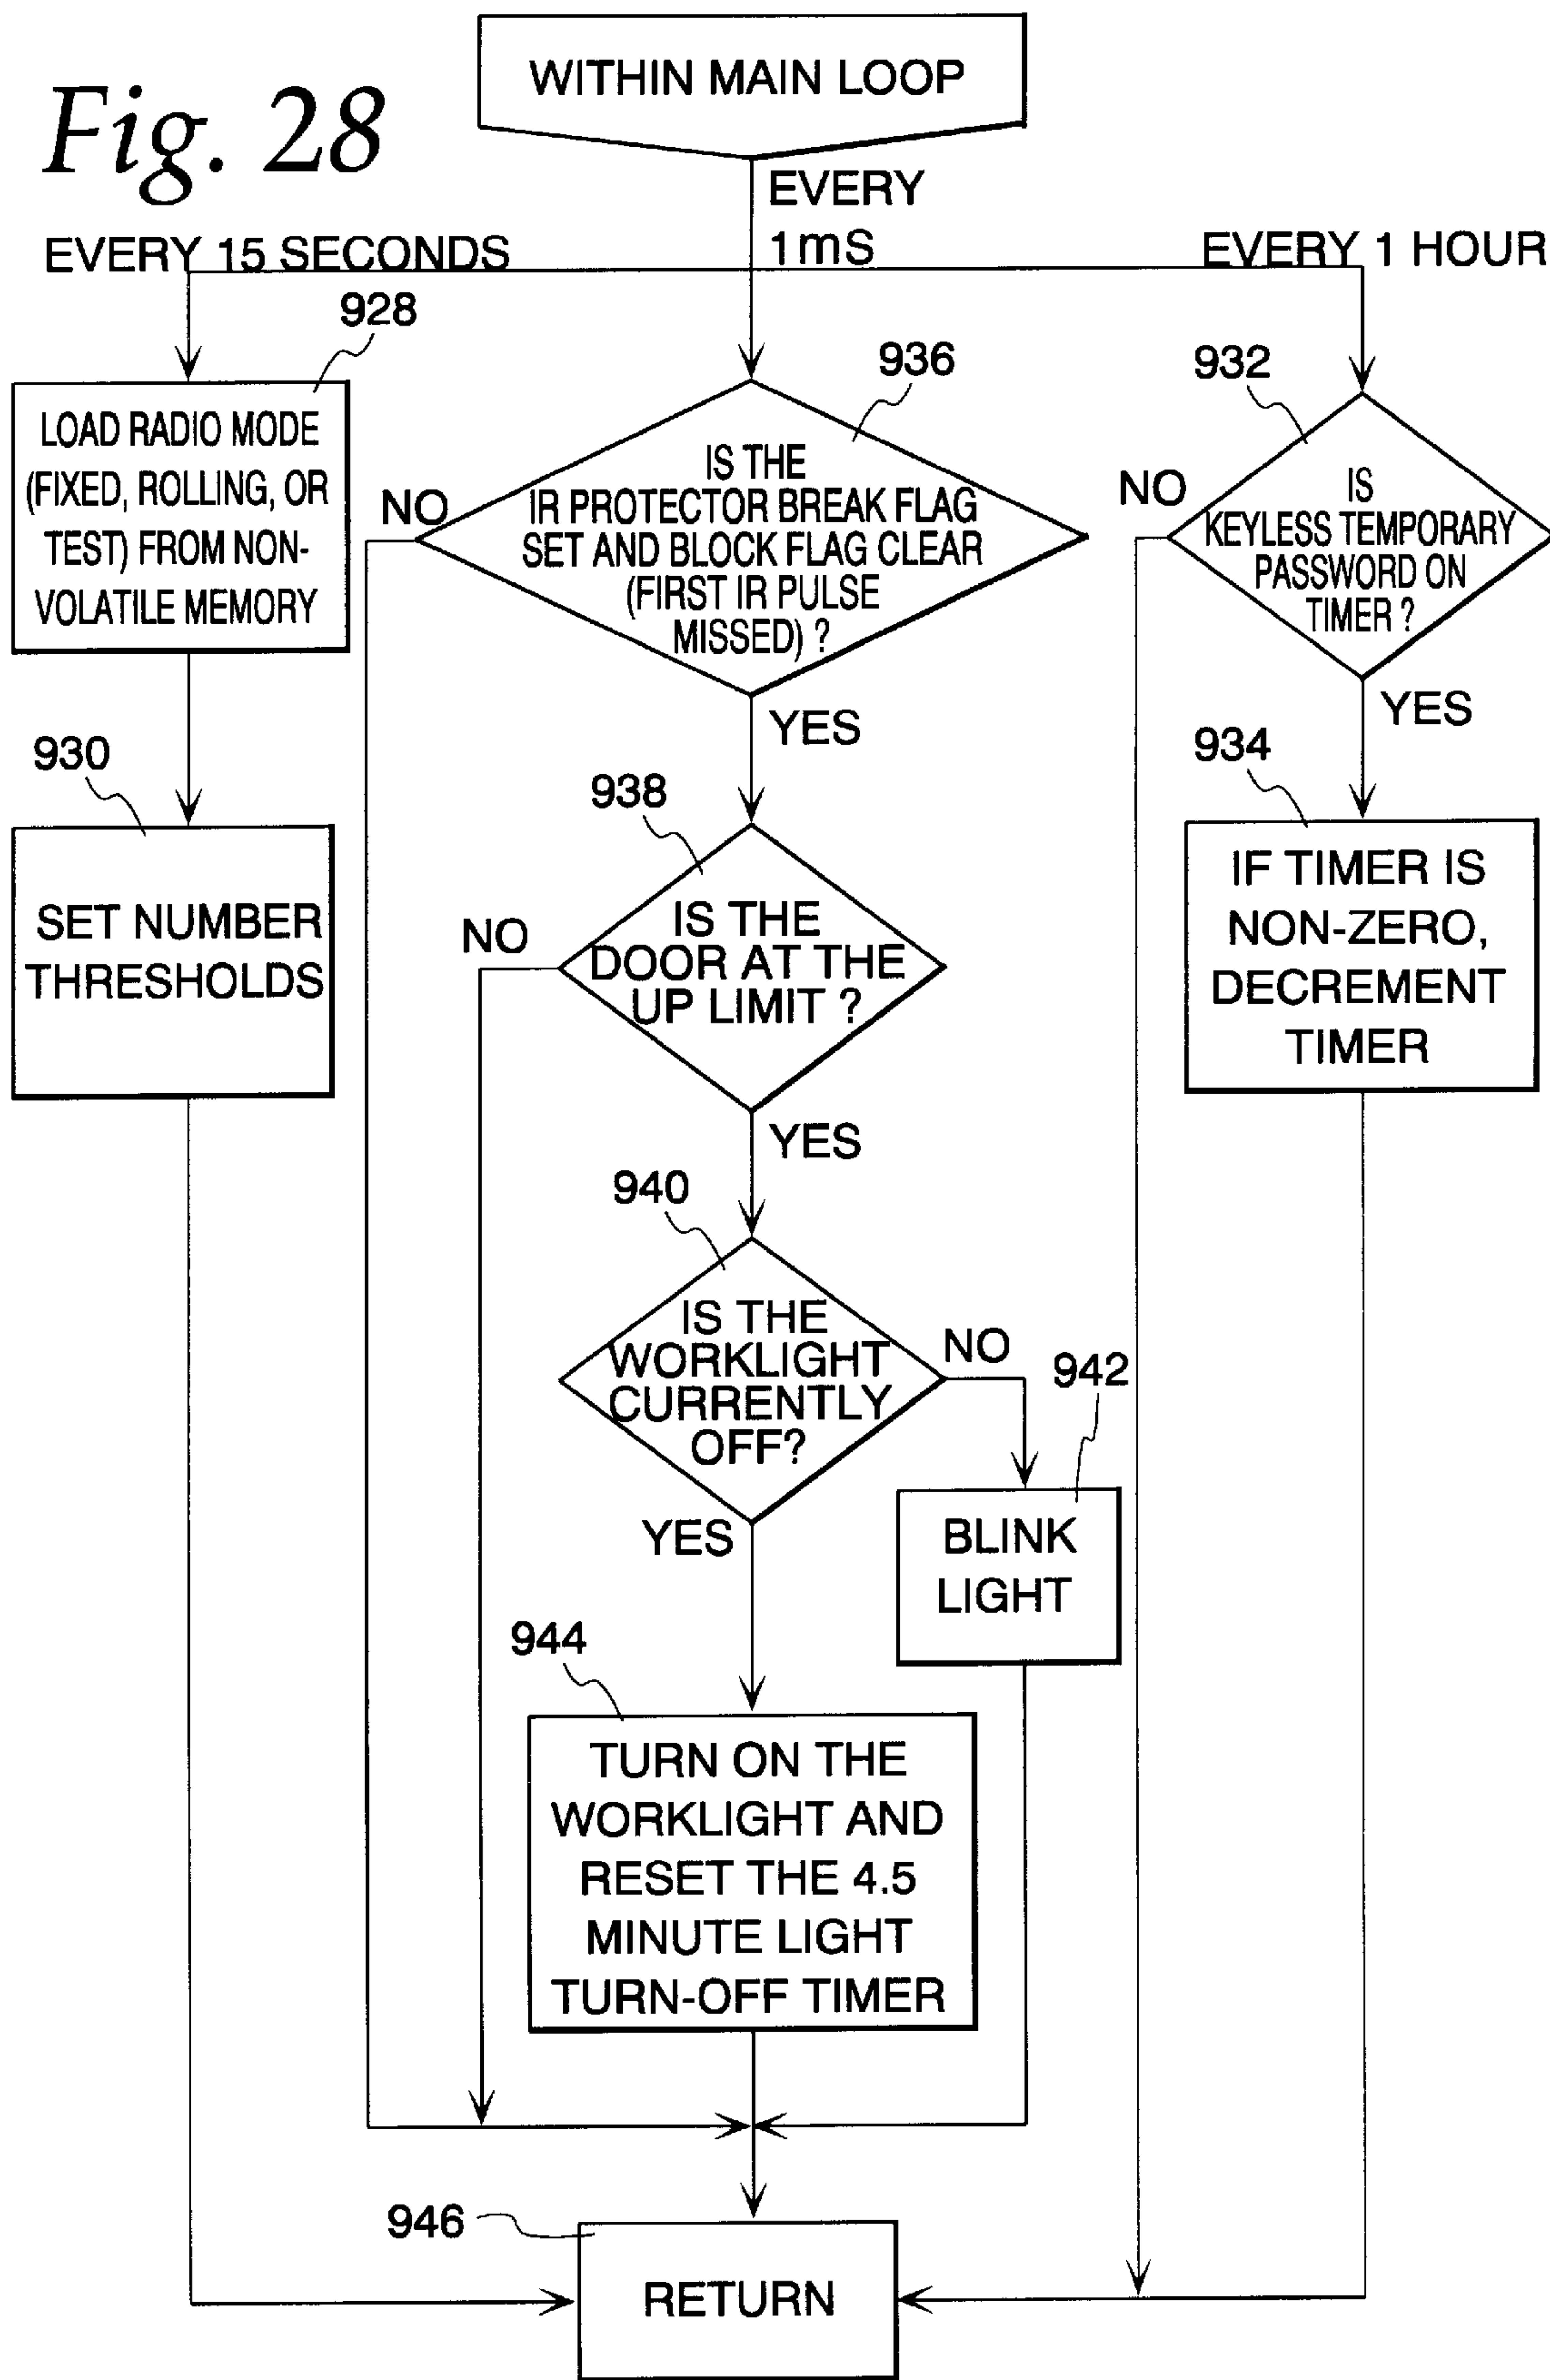 Fig. 28
WITHIN MAIN LOOP
EVERY
1mS
EVERY 15 SECONDS
EVERY 1 HOUR
928
LOAD RADIO MODE
(FIXED, ROLLING, OR
TEST) FROM NON-
VOLATILE MEMORY
930
SET NUMBER
THRESHOLDS
936
IS THE
IR PROTECTOR BREAK FLAG
SET AND BLOCK FLAG CLEAR
(FIRST IR PULSE
MISSED) ?
NO
YES
938
IS THE
DOOR AT THE
UP LIMIT ?
NO
YES
940
IS THE
WORKLIGHT
CURRENTLY
OFF?
NO
942
BLINK
LIGHT
YES
944
TURN ON THE
WORKLIGHT AND
RESET THE 4.5
MINUTE LIGHT
TURN-OFF TIMER
932
IS
KEYLESS TEMPORARY
PASSWORD ON
TIMER ?
NO
YES
934
IF TIMER IS
NON-ZERO,
DECREMENT
TIMER
946
RETURN